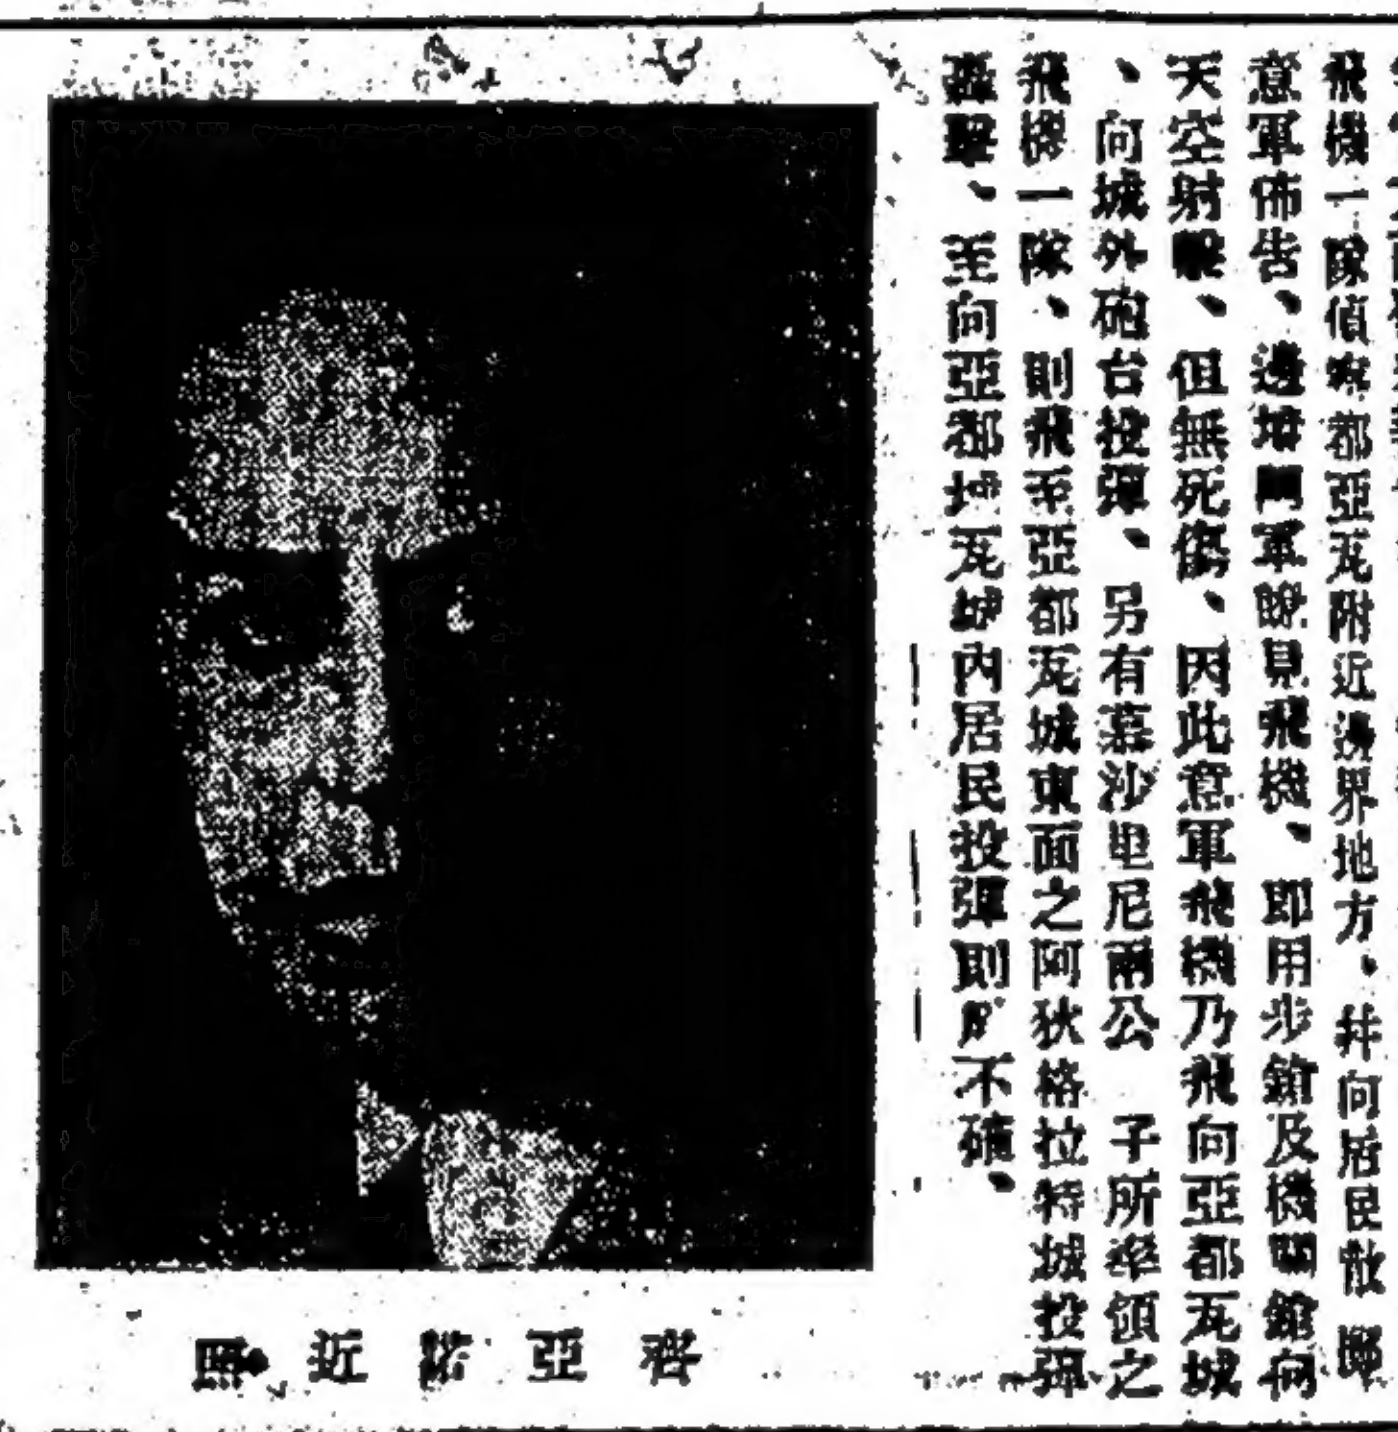 飛機一隊偵察都亞瓦附近邊界地方、幷向居民散
意軍佈告、邊境阿軍瞭見飛機、即用步鎗及機關鎗向
天空射擊、但無死傷、因此意軍飛機乃飛向亞都瓦城
、向城外砲台投彈、另有慕沙里尼兩公 子所率領之
飛機一隊、則飛至亞都瓦城東面之阿狄格拉特城投彈
轟擊、至向亞都瓦城內居民投彈則不確、
齊亞諾近照